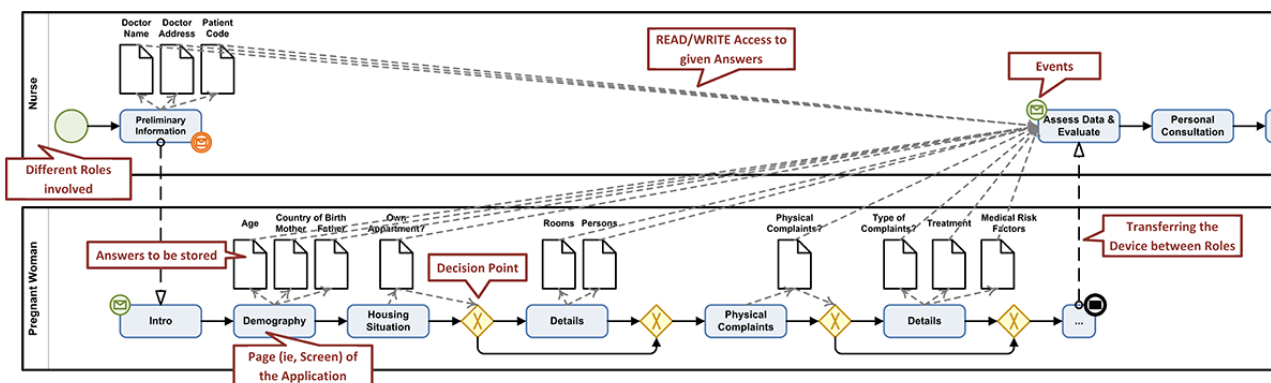 Nurse
Doctor
Name
Doctor
Address
Patient
Code
READ/WRITE Access to
given Answers
Events
Preliminary
Information
Assess Data &
Evaluate
Personal
Consultation
Different Roles
involved
Pregnant Woman
Age
Country of Birth
Mother
Father
Own
Appartment?
Rooms
Persons
Physical
Complaints?
Type of
Complaints?
Treatment
Medical Risk
Factors
Transferring the
Device between Roles
Answers to be stored
Decision Point
Intro
Demography
Housing
Situation
X
Details
X
Physical
Complaints
X
Details
X
...
Page (ie, Screen) of
the Application